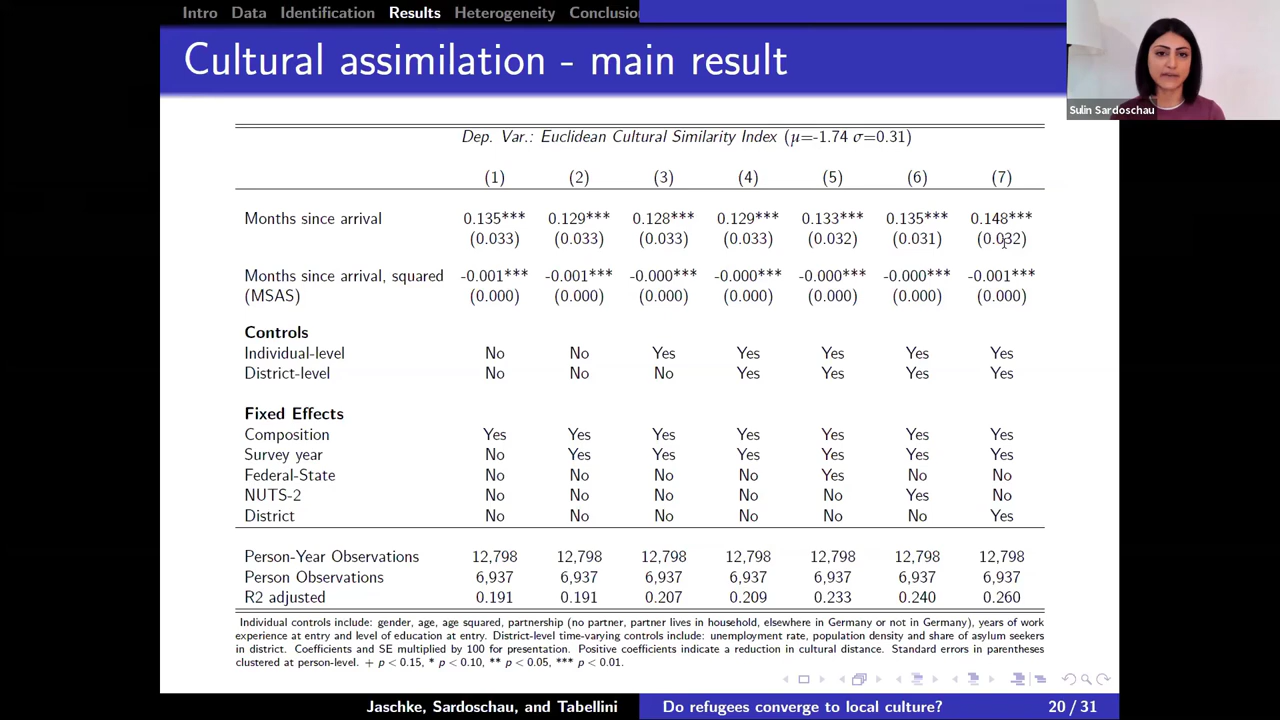 Intro Data Identification Results Heterogeneity Conclusion
Cultural assimilation - main result
Sulin Sardoschau
Dep. Var.: Euclidean Cultural Similarity Index (μ=-1.74 σ=0.31)
(1) (2) (3) (4) (5) (6) (7)
Months since arrival 0.135*** 0.129*** 0.128*** 0.129*** 0.133*** 0.135*** 0.148***
(0.033) (0.033) (0.033) (0.033) (0.032) (0.031) (0.032)
Months since arrival, squared -0.001*** -0.001*** -0.000*** -0.000*** -0.000*** -0.000*** -0.001***
(MSAS) (0.000) (0.000) (0.000) (0.000) (0.000) (0.000) (0.000)
Controls
Individual-level No No Yes Yes Yes Yes Yes
District-level No No No Yes Yes Yes Yes
Fixed Effects
Composition Yes Yes Yes Yes Yes Yes Yes
Survey year No Yes Yes Yes Yes Yes Yes
Federal-State No No No No Yes No No
NUTS-2 No No No No No Yes No
District No No No No No No Yes
Person-Year Observations 12,798 12,798 12,798 12,798 12,798 12,798 12,798
Person Observations 6,937 6,937 6,937 6,937 6,937 6,937 6,937
R2 adjusted 0.191 0.191 0.207 0.209 0.233 0.240 0.260
Individual controls include: gender, age, age squared, partnership (no partner, partner lives in household, elsewhere in Germany or not in Germany), years of work
experience at entry and level of education at entry. District-level time-varying controls include: unemployment rate, population density and share of asylum seekers
in district. Coefficients and SE multiplied by 100 for presentation. Positive coefficients indicate a reduction in cultural distance. Standard errors in parentheses
clustered at person-level. + p < 0.15, * p < 0.10, ** p < 0.05, *** p < 0.01.
Jaschke, Sardoschau, and Tabellini Do refugees converge to local culture? 20 / 31